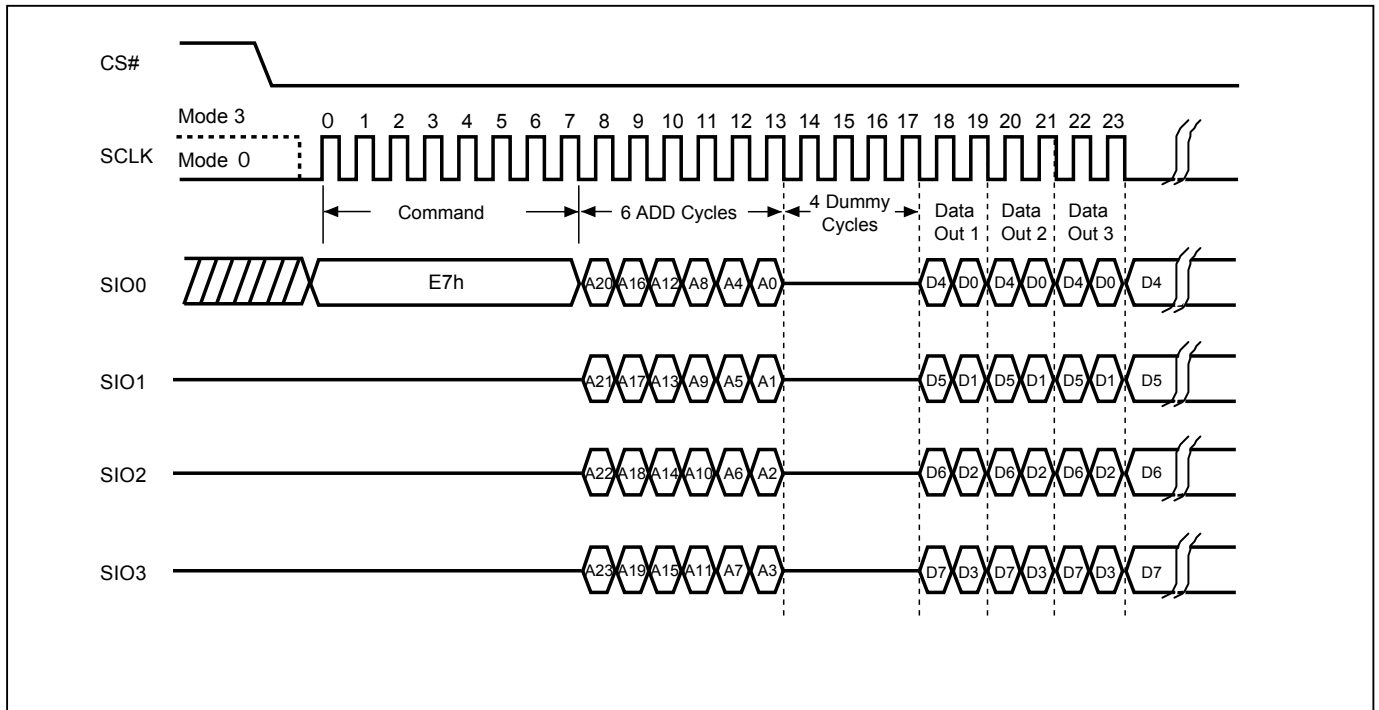 CS#
Mode 3
0 1 2 3 4 5 6 7 8 9 10 11 12 13 14 15 16 17 18 19 20 21 22 23
SCLK
Mode 0
Command
6 ADD Cycles
4 Dummy
Cycles
Data
Out 1
Data
Out 2
Data
Out 3
SIO0
E7h
A20 A16 A12 A8 A4 A0
D4 D0 D4 D0 D4 D0 D4
SIO1
A21 A17 A13 A9 A5 A1
D5 D1 D5 D1 D5 D1 D5
SIO2
A22 A18 A14 A10 A6 A2
D6 D2 D6 D2 D6 D2 D6
SIO3
A23 A19 A15 A11 A7 A3
D7 D3 D7 D3 D7 D3 D7